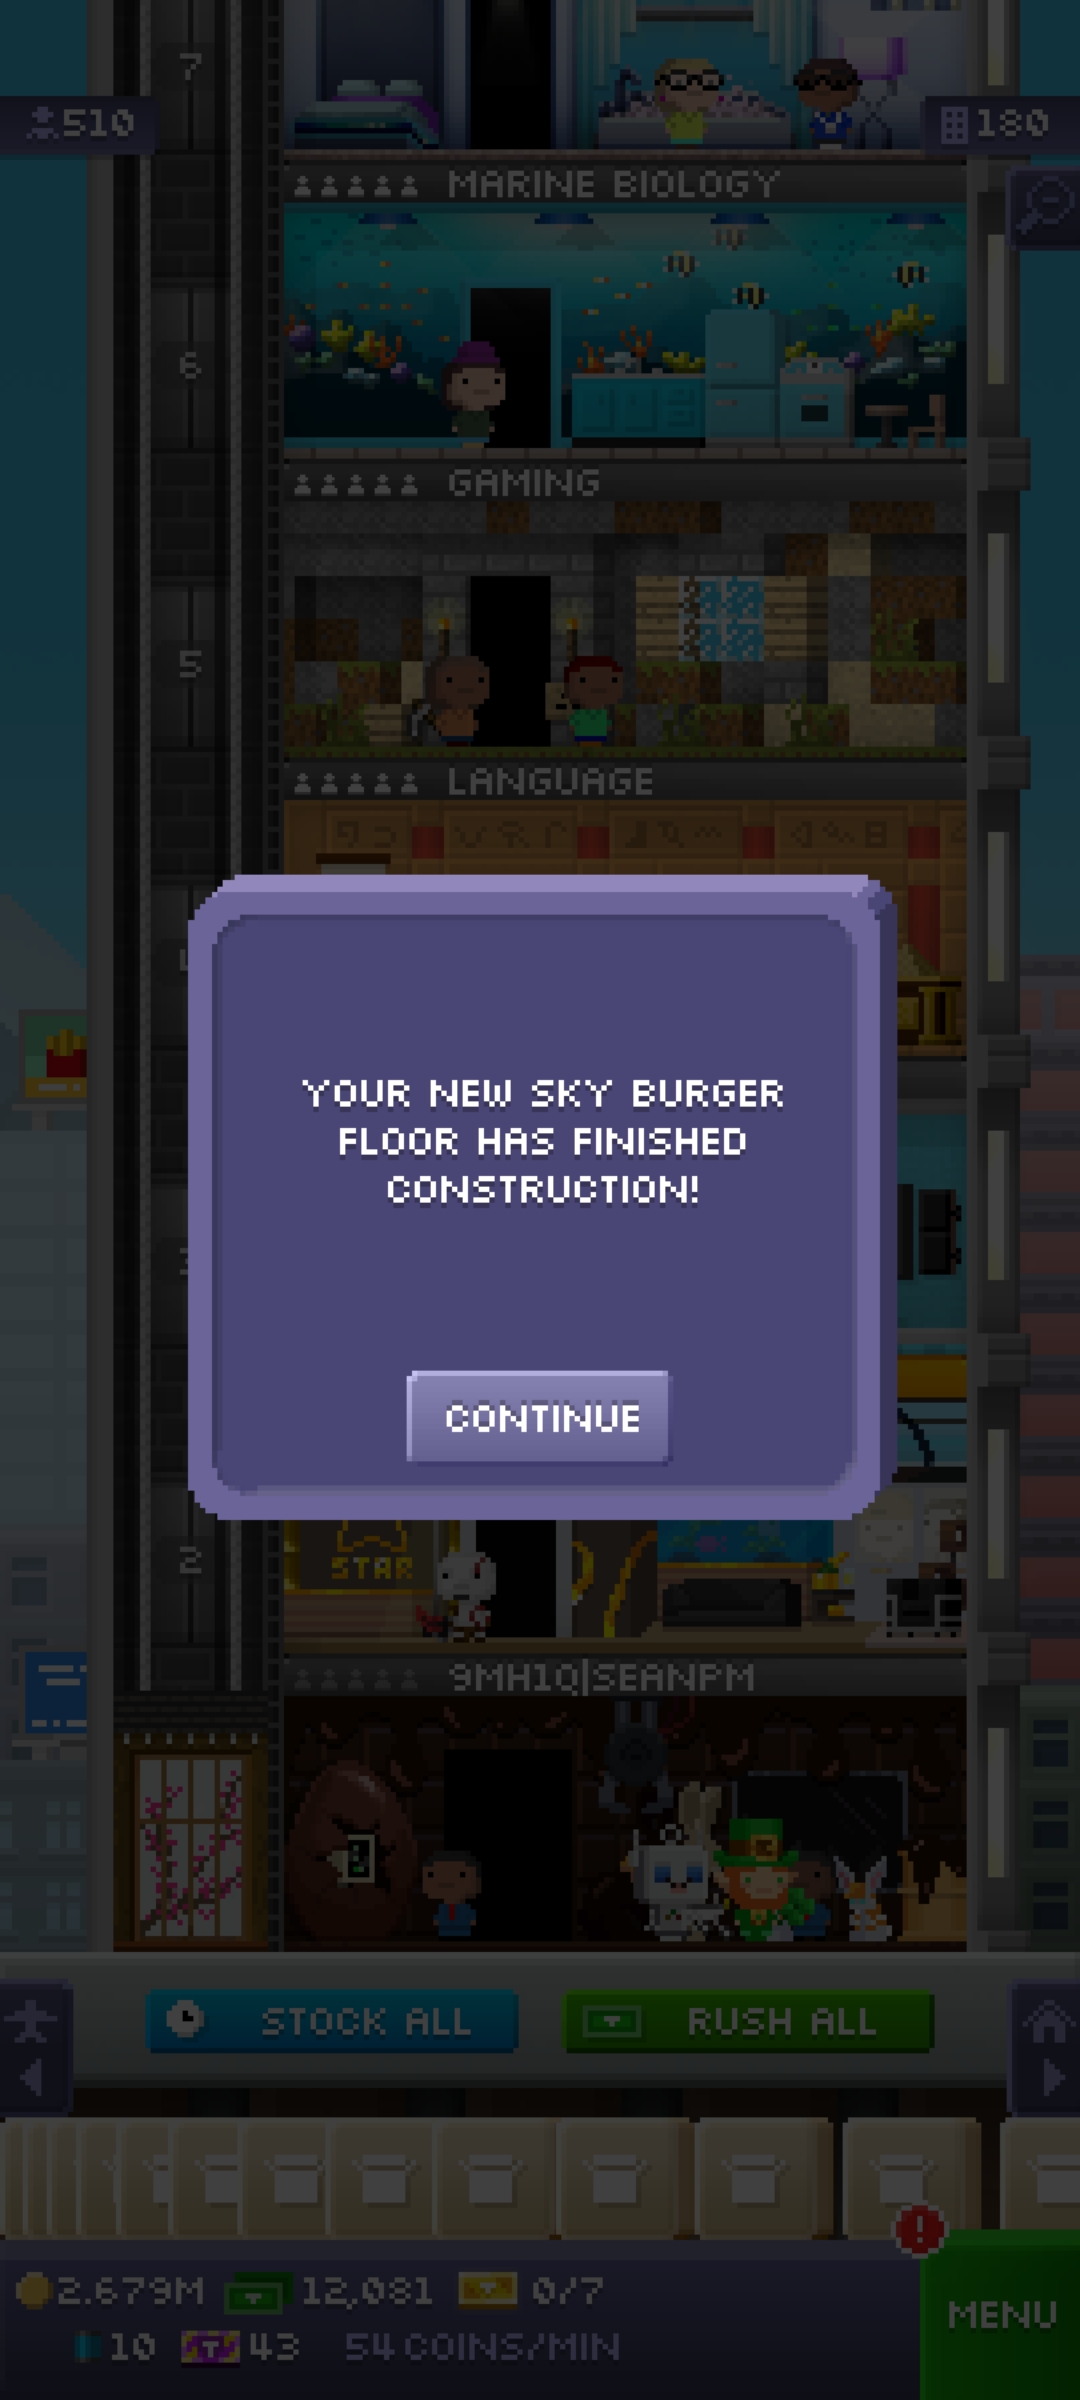 7
510
180
MARINE BIOLOGY
6
GAMING
5
LANGUAGE
YOUR NEW SKY BURGER
FLOOR HAS FINISHED
CONSTRUCTION!
CONTINUE
STAR
2
9MH1Q|SEANPM
STOCK ALL
RUSH ALL
2.679M 12,081 0/7
MENU
10 43 54 COINS/MIN